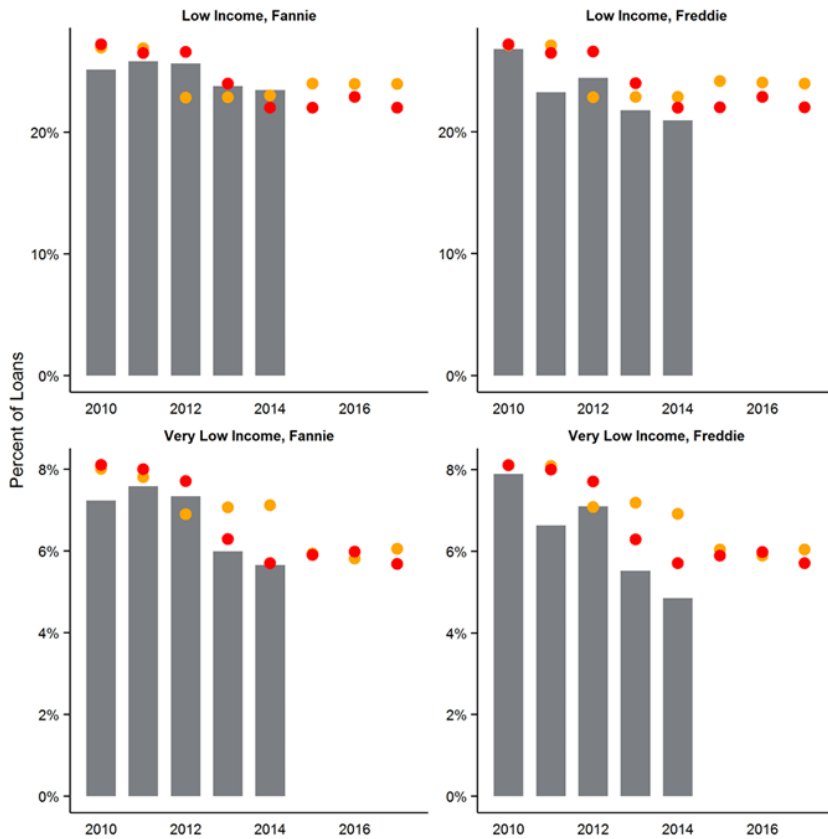 Low Income, Fannie
Low Income, Freddie
20%
10%
0%
20%
10%
0%
2010 2012 2014 2016
2010 2012 2014 2016
Percent of Loans
Very Low Income, Fannie
Very Low Income, Freddie
8%
6%
4%
2%
0%
8%
6%
4%
2%
0%
2010 2012 2014 2016
2010 2012 2014 2016